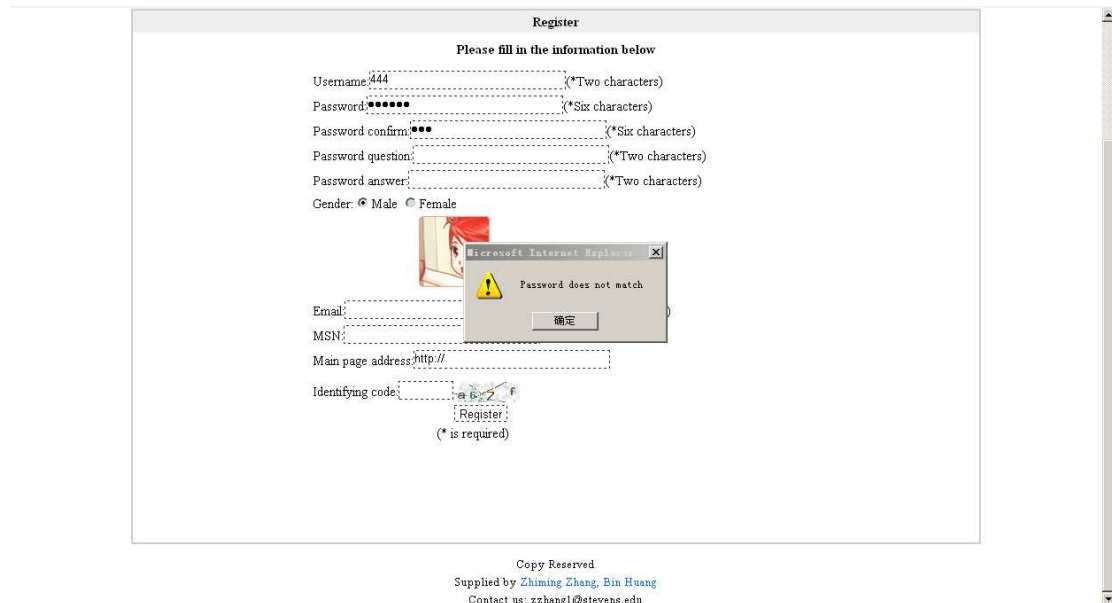 Register
Please fill in the information below
Username:444(*Two characters)
Password:●●●●●●(*Six characters)
Password confirm:●●●(*Six characters)
Password question:(*Two characters)
Password answer:(*Two characters)
Gender: Male Female
Microsoft Internet Explorer
Password does not match
确定
Email: )
MSN:
Main page address:http://
Identifying code: a 6 z f
Register
(* is required)
Copy Reserved
Supplied by Zhiming Zhang, Bin Huang
Contact us: zzhang1@stevens.edu